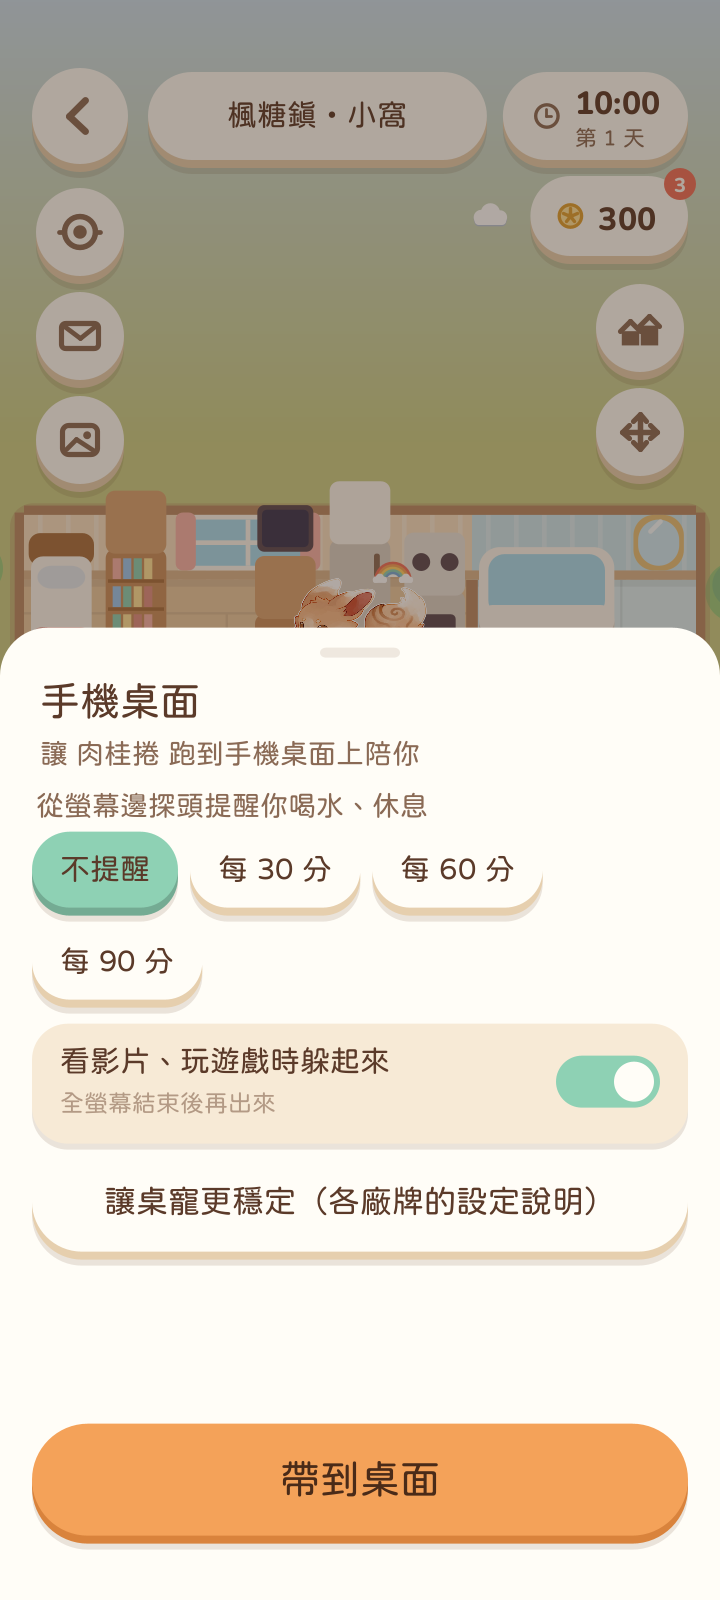 楓糖鎮・小窩
10:00
第 1 天
3
300
手機桌面
讓 肉桂捲 跑到手機桌面上陪你
從螢幕邊探頭提醒你喝水、休息
不提醒
每 30 分
每 60 分
每 90 分
看影片、玩遊戲時躲起來
全螢幕結束後再出來
讓桌寵更穩定（各廠牌的設定說明）
帶到桌面